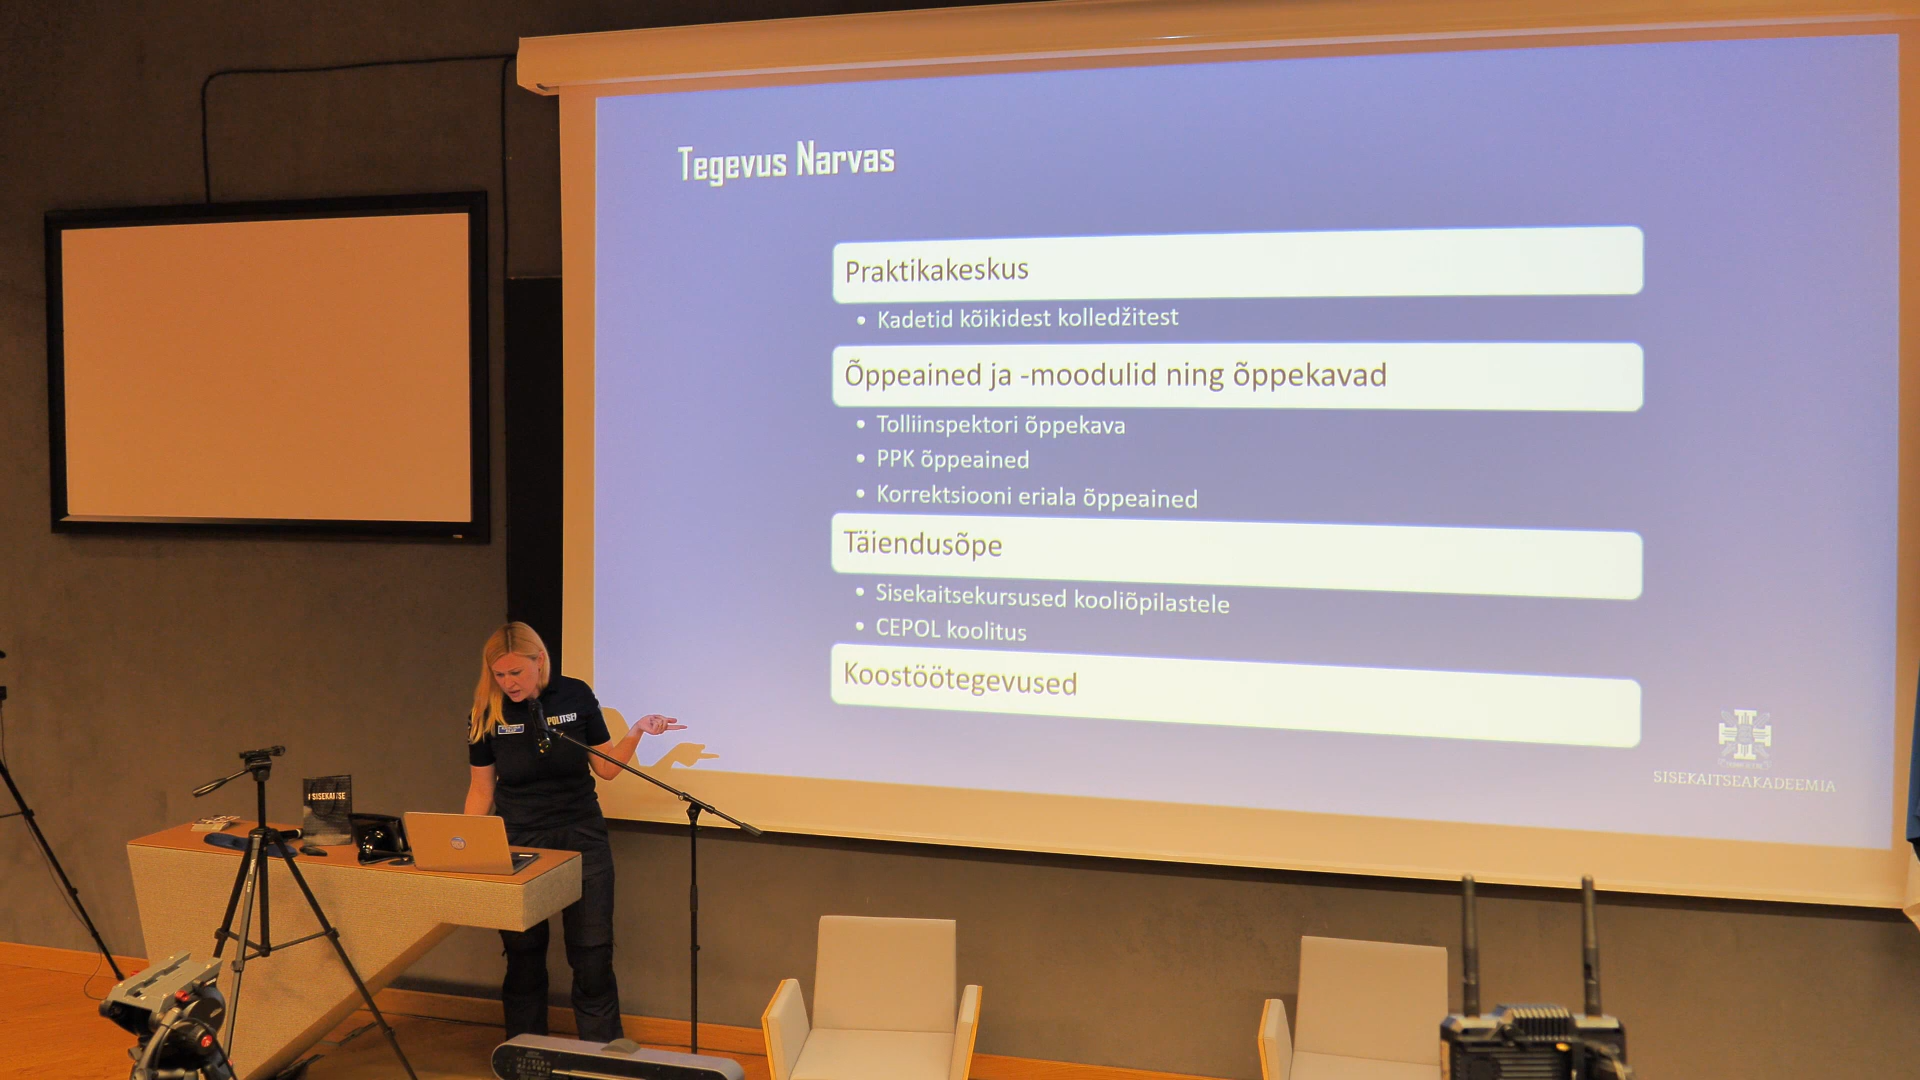 Tegevus Narvas
Praktikakeskus
• Kadetid kõikidest kolledžitest
Õppeained ja -moodulid ning õppekavad
• Tolliinspektori õppekava
• PPK õppeained
• Korrektsiooni eriala õppeained
Täiendusõpe
• Sisekaitsekursused kooliõpilastele
• CEPOL koolitus
Koostöötegevused
SISEKAITSEAKADEEMIA
POLITSEI
SISEKAITSE